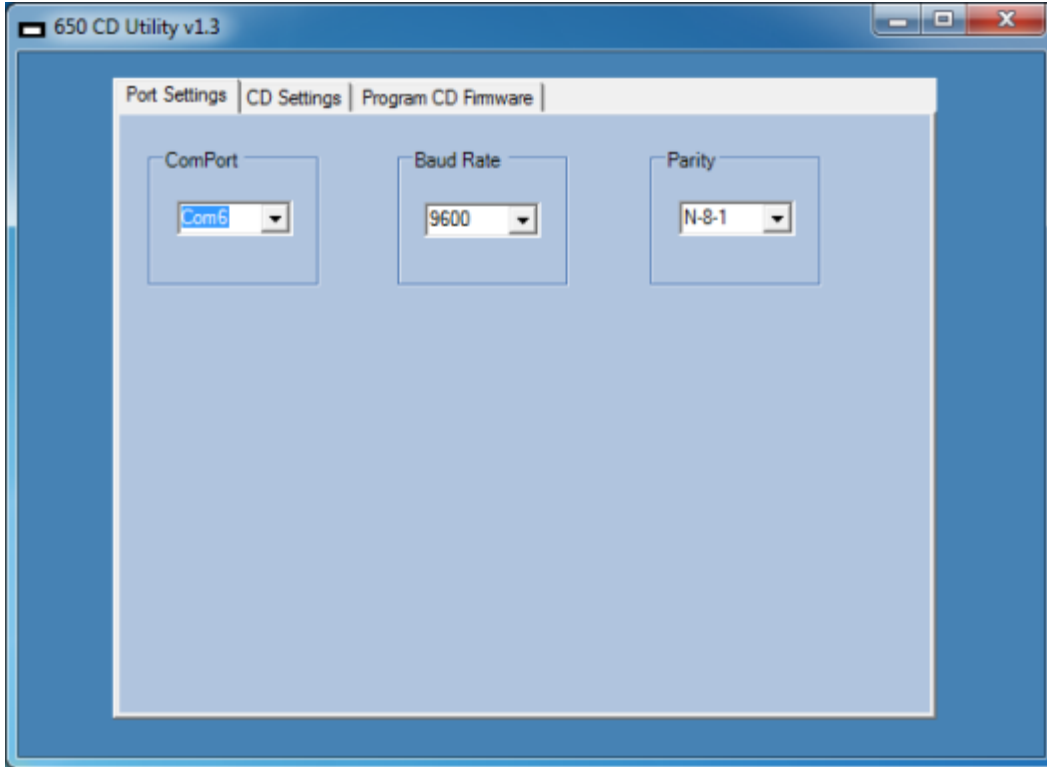 650 CD Utility v1.3
Port Settings CD Settings Program CD Firmware
ComPort Baud Rate Parity
Com6 9600 N-8-1